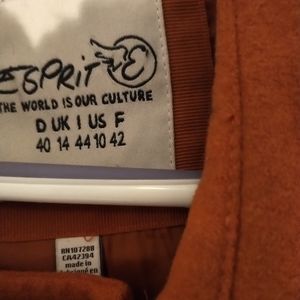 ESPRIT
THE WORLD IS OUR CULTURE
D UK I US F
40 14 44 10 42
RN107288
CA42394
made in